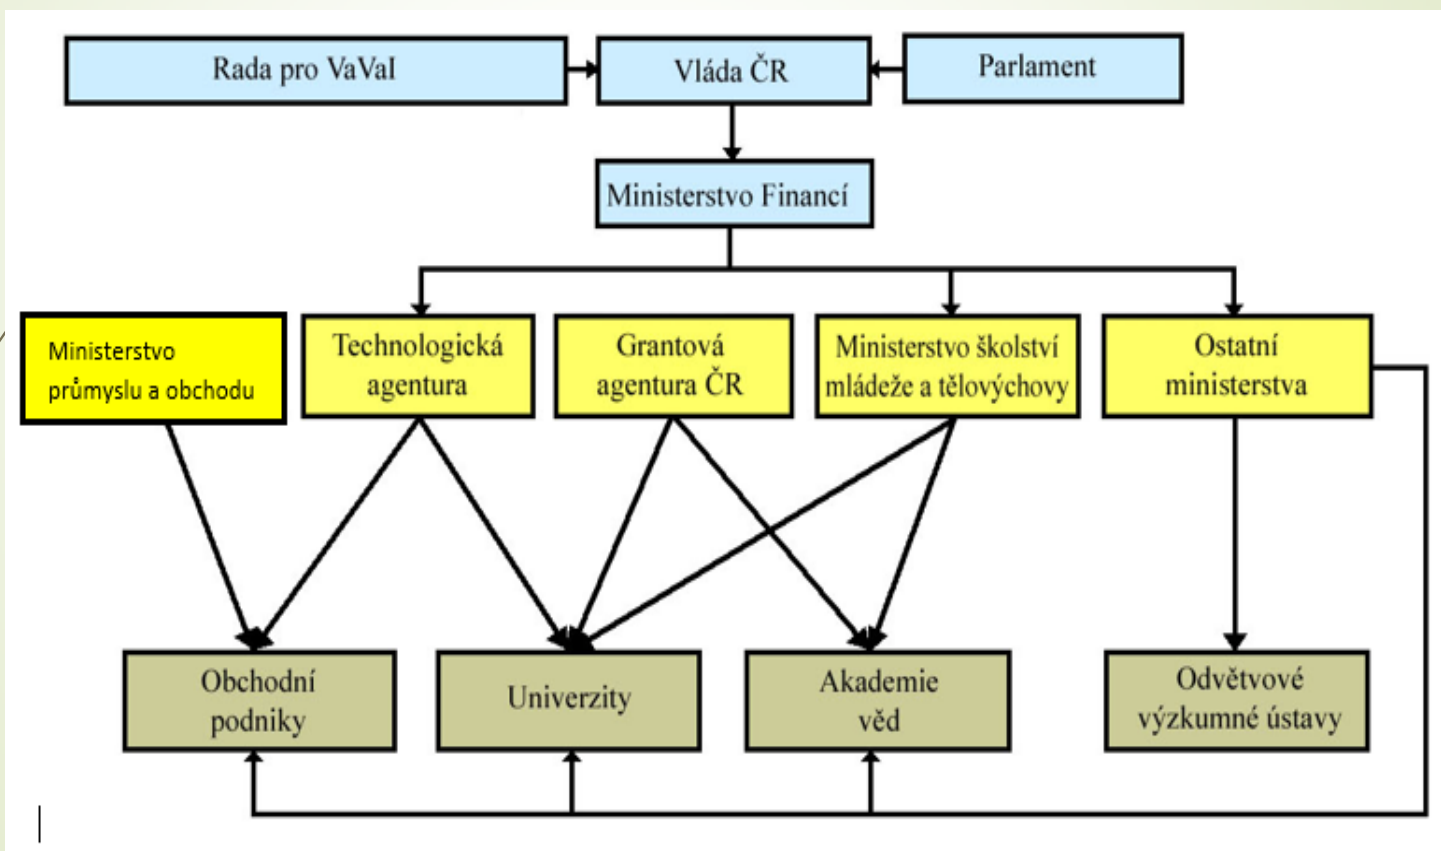 Rada pro VaVaI
Vláda ČR
Parlament
Ministerstvo Financí
Ministerstvo
průmyslu a obchodu
Technologická
agentura
Grantová
agentura ČR
Ministerstvo školství
mládeže a tělovýchovy
Ostatní
ministerstva
Obchodní
podniky
Univerzity
Akademie
věd
Odvětvové
výzkumné ústavy